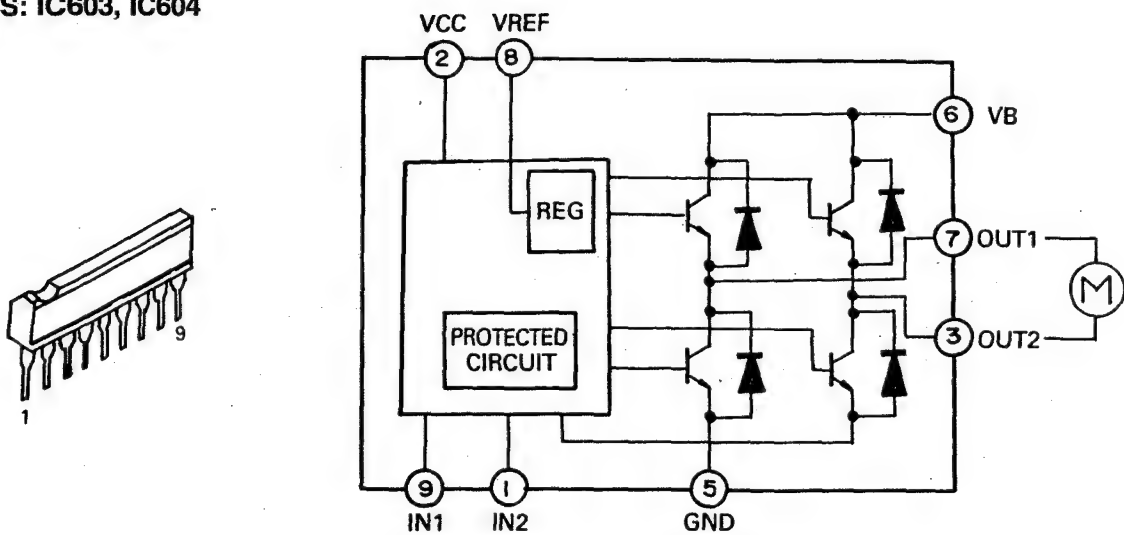 S: IC603, IC604
VCC VREF
2 8
6 VB
REG
7 OUT1
M
PROTECTED
CIRCUIT
3 OUT2
9
1
9 1 5
IN1 IN2 GND